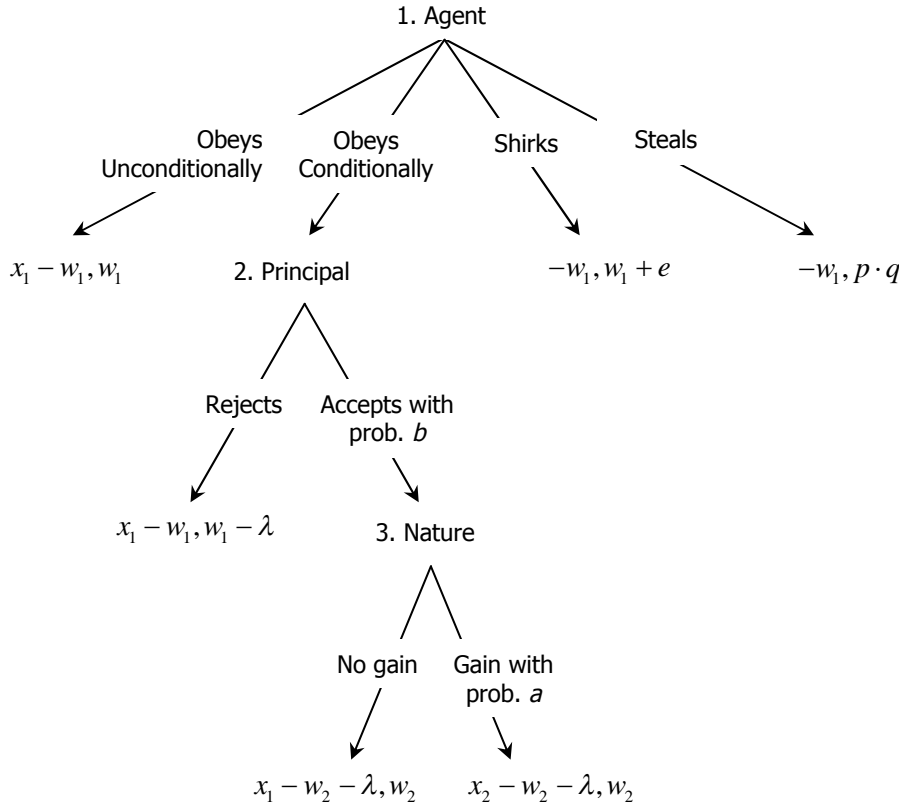 1. Agent
Obeys Unconditionally
Obeys Conditionally
Shirks
Steals
x₁ − w₁, w₁
2. Principal
−w₁, w₁ + e
−w₁, p · q
Rejects
Accepts with
prob. b
x₁ − w₁, w₁ − λ
3. Nature
No gain
Gain with
prob. a
x₁ − w₂ − λ, w₂
x₂ − w₂ − λ, w₂